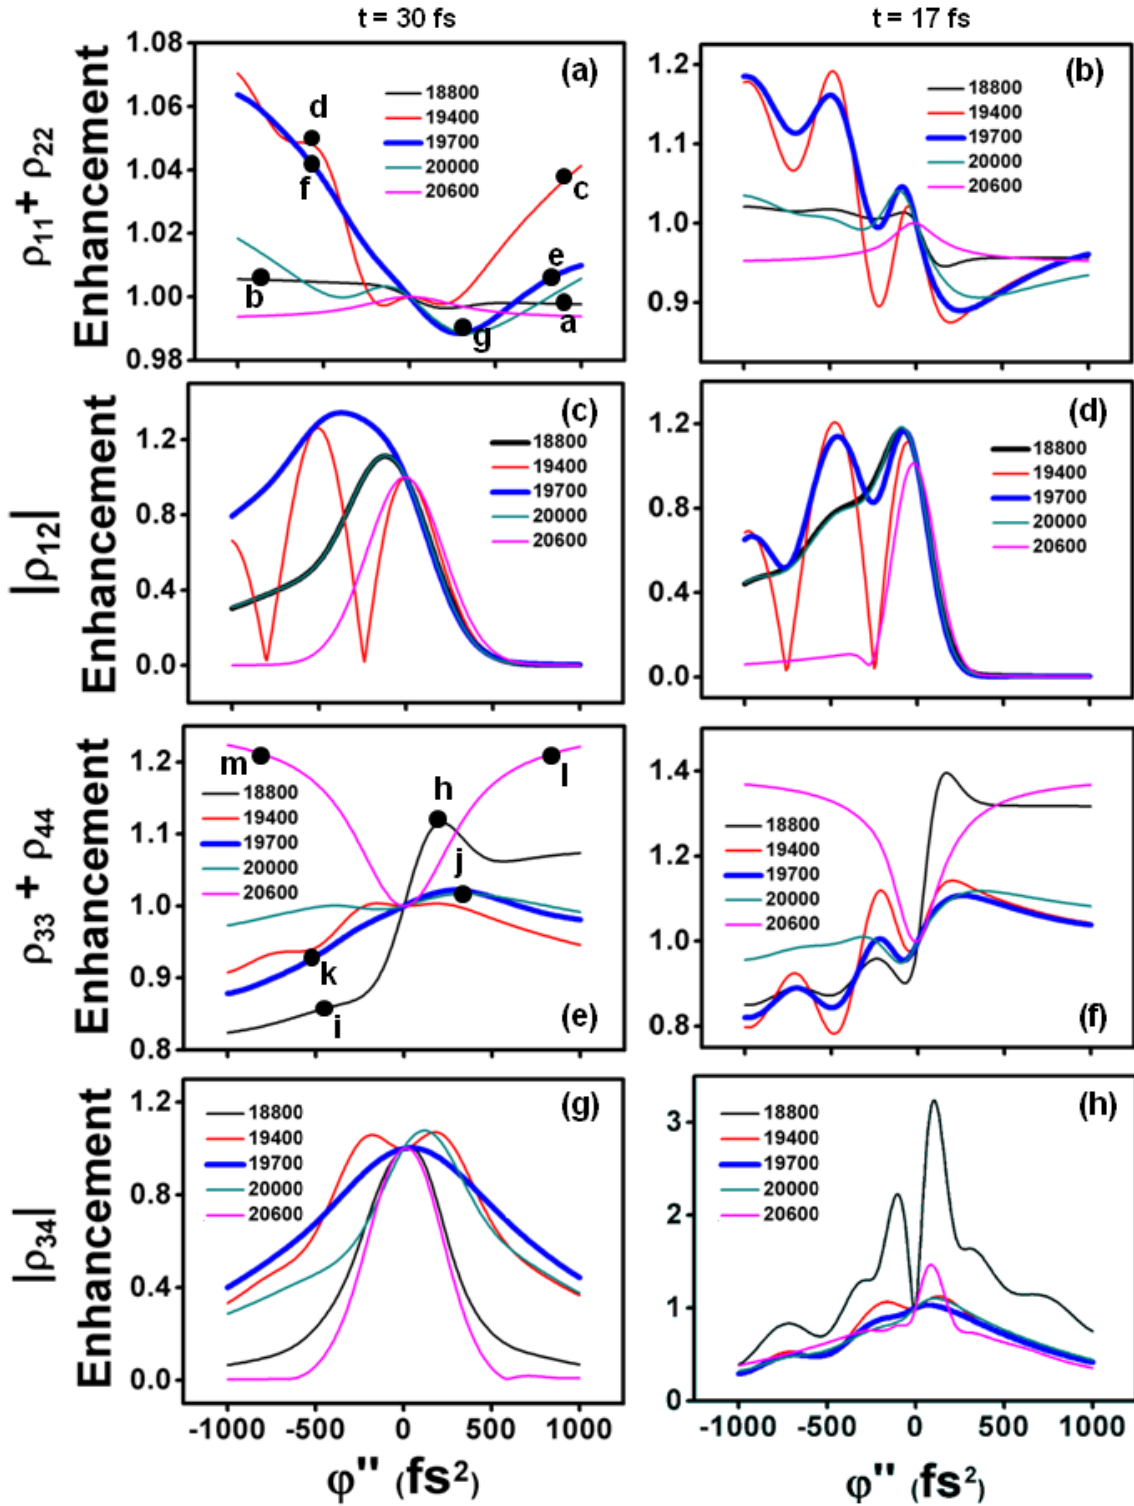 t = 30 fs
t = 17 fs
ρ11+ ρ22
Enhancement
1.08
1.06
1.04
1.02
1.00
0.98
(a)
18800
19400
19700
20000
20600
d
f
c
e
b
g
a
1.2
1.1
1.0
0.9
(b)
18800
19400
19700
20000
20600
|ρ12|
Enhancement
1.2
0.8
0.4
0.0
(c)
18800
19400
19700
20000
20600
1.2
1.0
0.8
0.6
0.4
0.2
0.0
(d)
18800
19400
19700
20000
20600
ρ33 + ρ44
Enhancement
1.2
1.1
1.0
0.9
0.8
m
h
l
j
k
i
18800
19400
19700
20000
20600
(e)
1.4
1.2
1.0
0.8
18800
19400
19700
20000
20600
(f)
|ρ34|
Enhancement
1.2
0.8
0.4
0.0
18800
19400
19700
20000
20600
(g)
-1000 -500 0 500 1000
φ'' (fs2)
3
2
1
0
18800
19400
19700
20000
20600
(h)
-1000 -500 0 500 1000
φ'' (fs2)